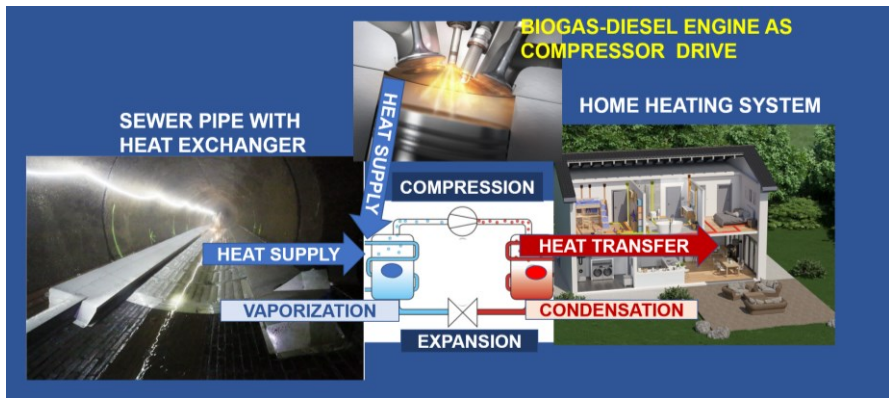 BIOGAS-DIESEL ENGINE AS
COMPRESSOR DRIVE
HOME HEATING SYSTEM
SEWER PIPE WITH
HEAT EXCHANGER
HEAT SUPPLY
COMPRESSION
HEAT SUPPLY
HEAT TRANSFER
VAPORIZATION
CONDENSATION
EXPANSION